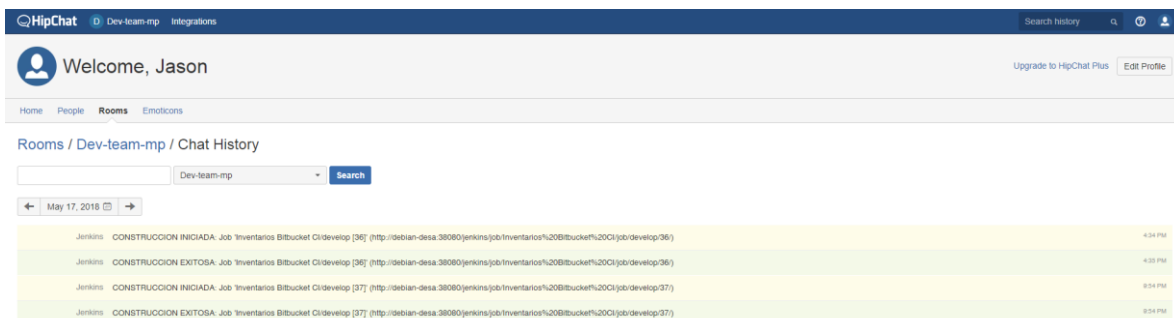 HipChat D Dev-team-mp Integrations Search history
Welcome, Jason Upgrade to HipChat Plus Edit Profile
Home People Rooms Emoticons
Rooms / Dev-team-mp / Chat History
Dev-team-mp Search
May 17, 2018
Jenkins CONSTRUCCION INICIADA: Job 'Inventarios Bitbucket CI/develop [36]' (http://debian-desa:38080/jenkins/job/Inventarios%20Bitbucket%20CI/job/develop/36/) 4:34 PM
Jenkins CONSTRUCCION EXITOSA: Job 'Inventarios Bitbucket CI/develop [36]' (http://debian-desa:38080/jenkins/job/Inventarios%20Bitbucket%20CI/job/develop/36/)
Jenkins CONSTRUCCION INICIADA: Job 'Inventarios Bitbucket CI/develop [37]' (http://debian-desa:38080/jenkins/job/Inventarios%20Bitbucket%20CI/job/develop/37/) 8:54 PM
Jenkins CONSTRUCCION EXITOSA: Job 'Inventarios Bitbucket CI/develop [37]' (http://debian-desa:38080/jenkins/job/Inventarios%20Bitbucket%20CI/job/develop/37/) 8:54 PM